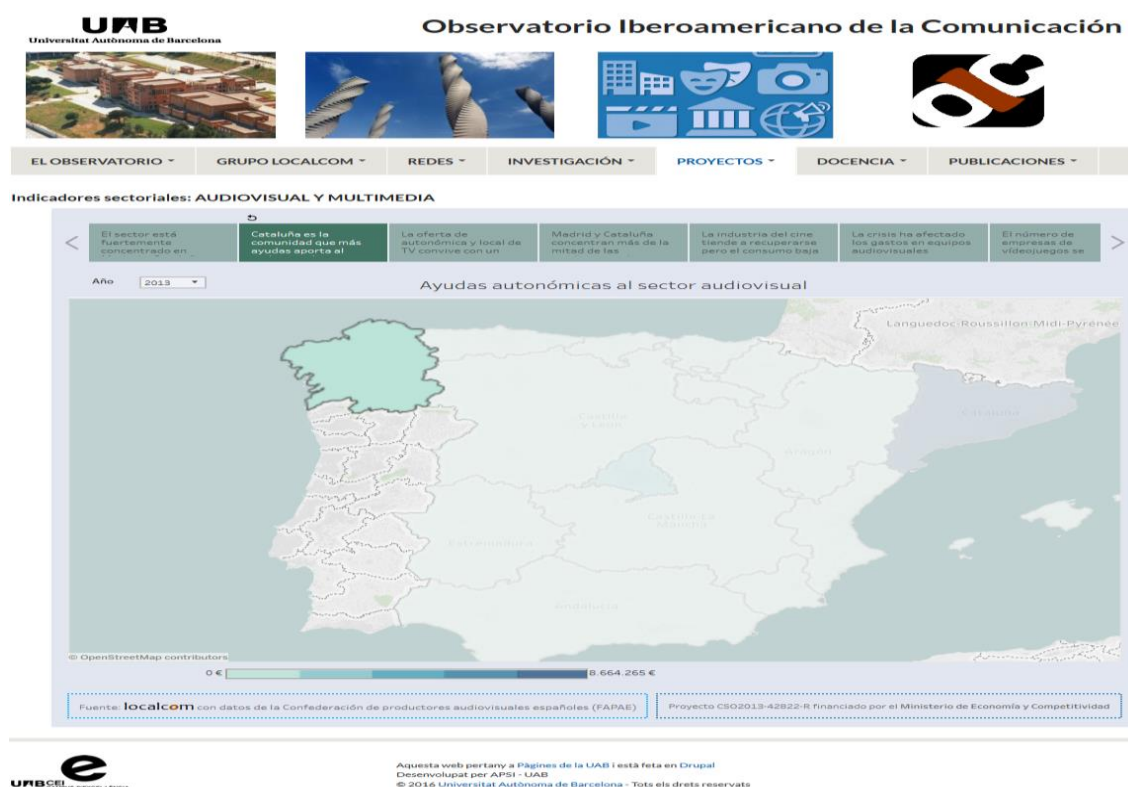 UAB
Universitat Autònoma de Barcelona
Observatorio Iberoamericano de la Comunicación
EL OBSERVATORIO
GRUPO LOCALCOM
REDES
INVESTIGACIÓN
PROYECTOS
DOCENCIA
PUBLICACIONES
Indicadores sectoriales: AUDIOVISUAL Y MULTIMEDIA
<
El sector está
fuertemente
concentrado en
Cataluña es la
comunidad que más
ayudas aporta al
La oferta de
autonómica y local de
TV convive con un
Madrid y Cataluña
concentran más de la
mitad de las
La industria del cine
tiende a recuperarse
pero el consumo baja
La crisis ha afectado
los gastos en equipos
audiovisuales
El número de
empresas de
vídeojuegos se
>
Año
2013
Ayudas autonómicas al sector audiovisual
Languedoc-Roussillon-Midi-Pyrénée
Castilla
y León
Cataluña
Aragón
Castilla-La
Mancha
Extremadura
Andalucía
© OpenStreetMap contributors
0 €
8.664.265 €
Fuente: localcom con datos de la Confederación de productores audiovisuales españoles (FAPAE)
Proyecto CSO2013-42822-R financiado por el Ministerio de Economía y Competitividad
UAB CEI
Aquesta web pertany a Pàgines de la UAB i està feta en Drupal
Desenvolupat per APSI - UAB
© 2016 Universitat Autònoma de Barcelona - Tots els drets reservats